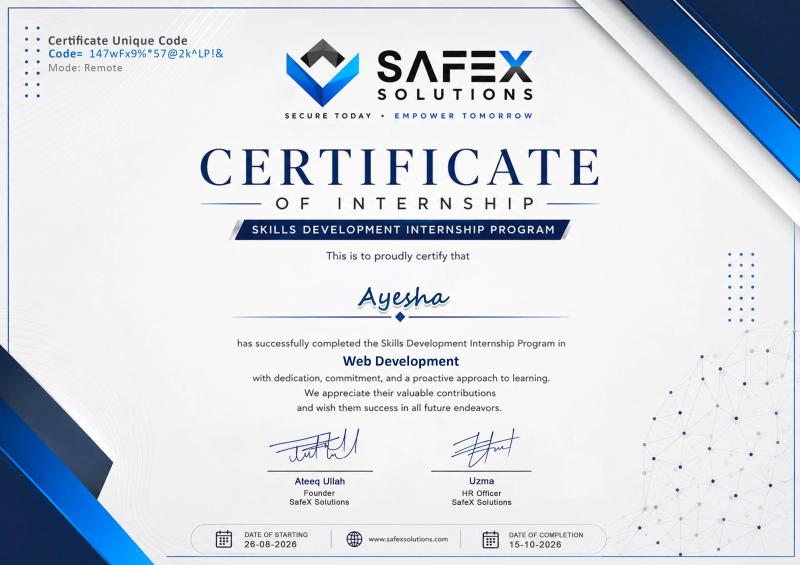 Certificate Unique Code
Code= 147wFx9%*57@2k^LP!&
Mode: Remote
SAFEX
SOLUTIONS
SECURE TODAY • EMPOWER TOMORROW
CERTIFICATE
OF INTERNSHIP
SKILLS DEVELOPMENT INTERNSHIP PROGRAM
This is to proudly certify that
Ayesha
has successfully completed the Skills Development Internship Program in
Web Development
with dedication, commitment, and a proactive approach to learning.
We appreciate their valuable contributions
and wish them success in all future endeavors.
Ateeq Ullah
Founder
SafeX Solutions
Uzma
HR Officer
SafeX Solutions
DATE OF STARTING
26-08-2026
www.safexsolutions.com
DATE OF COMPLETION
15-10-2026